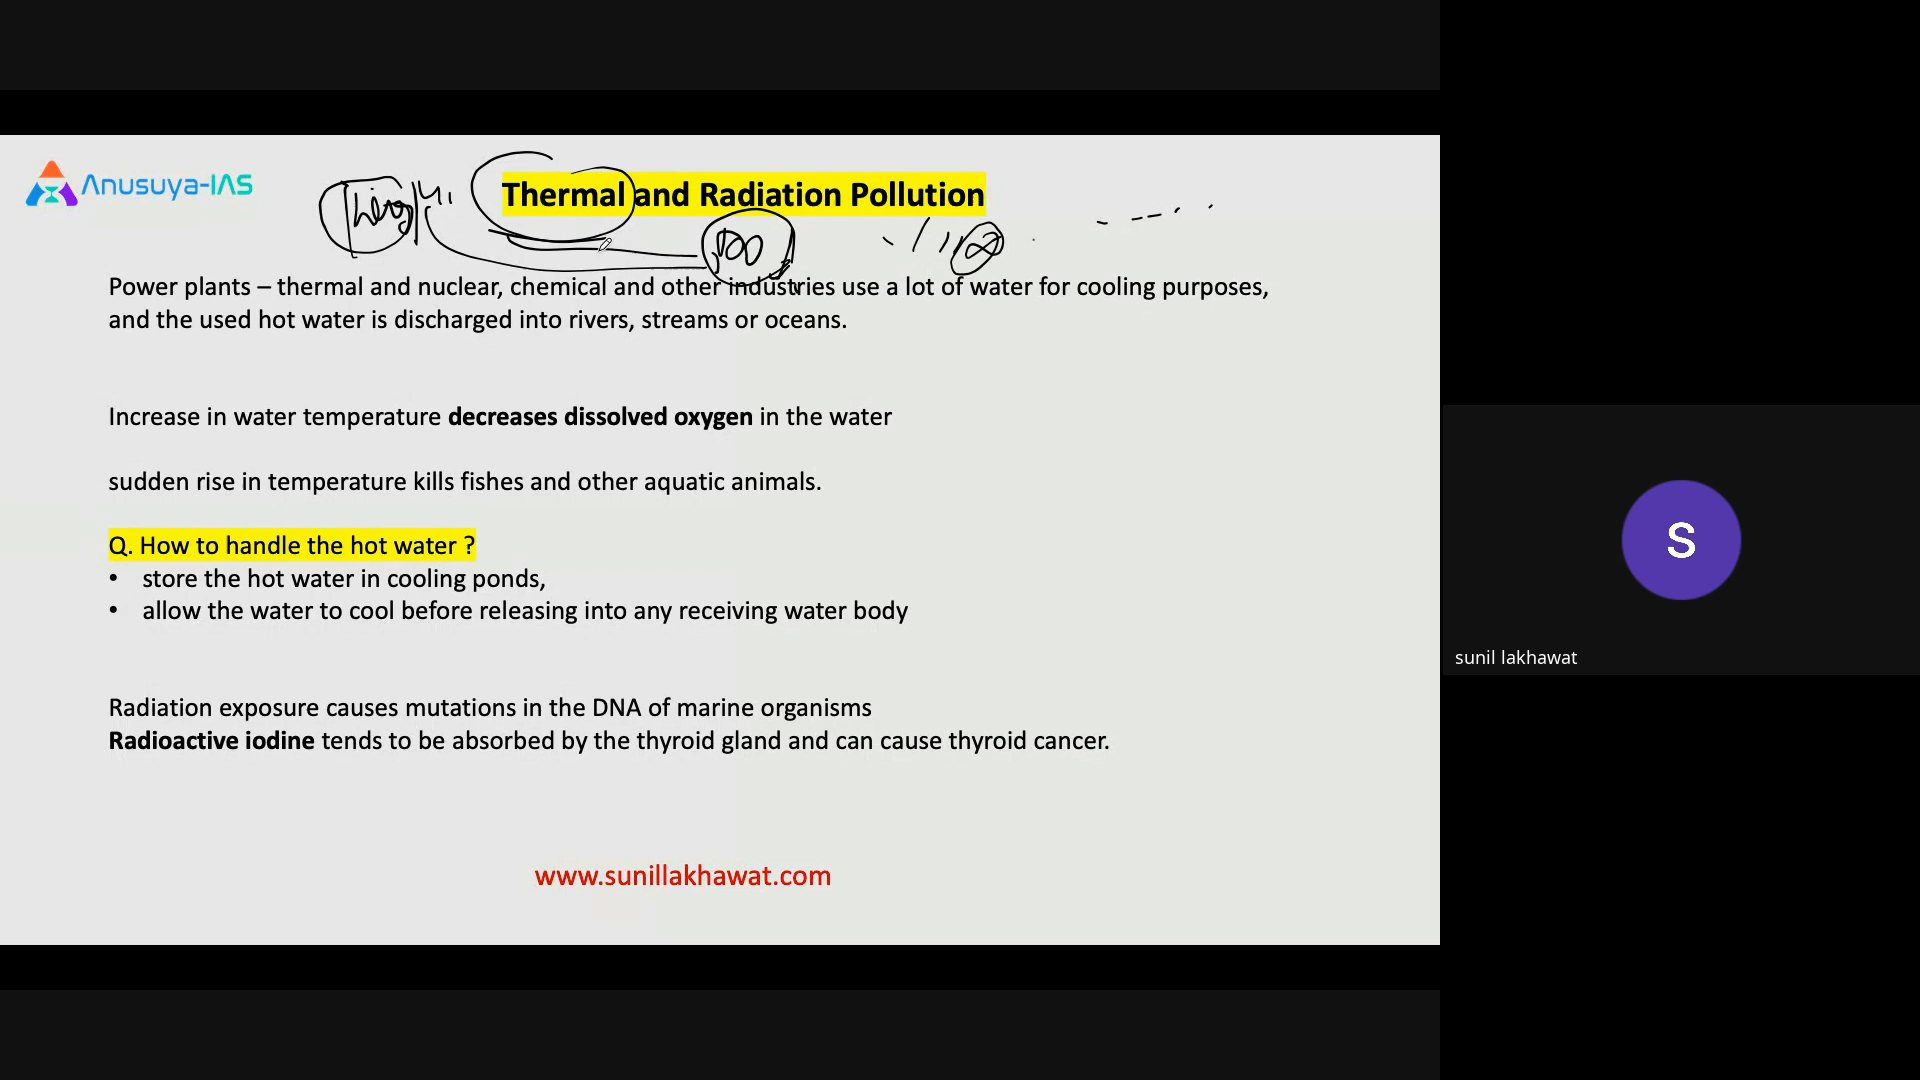 Anusuya-IAS
Thermal and Radiation Pollution
Power plants – thermal and nuclear, chemical and other industries use a lot of water for cooling purposes,
and the used hot water is discharged into rivers, streams or oceans.
Increase in water temperature decreases dissolved oxygen in the water
sudden rise in temperature kills fishes and other aquatic animals.
Q. How to handle the hot water ?
• store the hot water in cooling ponds,
• allow the water to cool before releasing into any receiving water body
Radiation exposure causes mutations in the DNA of marine organisms
Radioactive iodine tends to be absorbed by the thyroid gland and can cause thyroid cancer.
www.sunillakhawat.com
S
sunil lakhawat